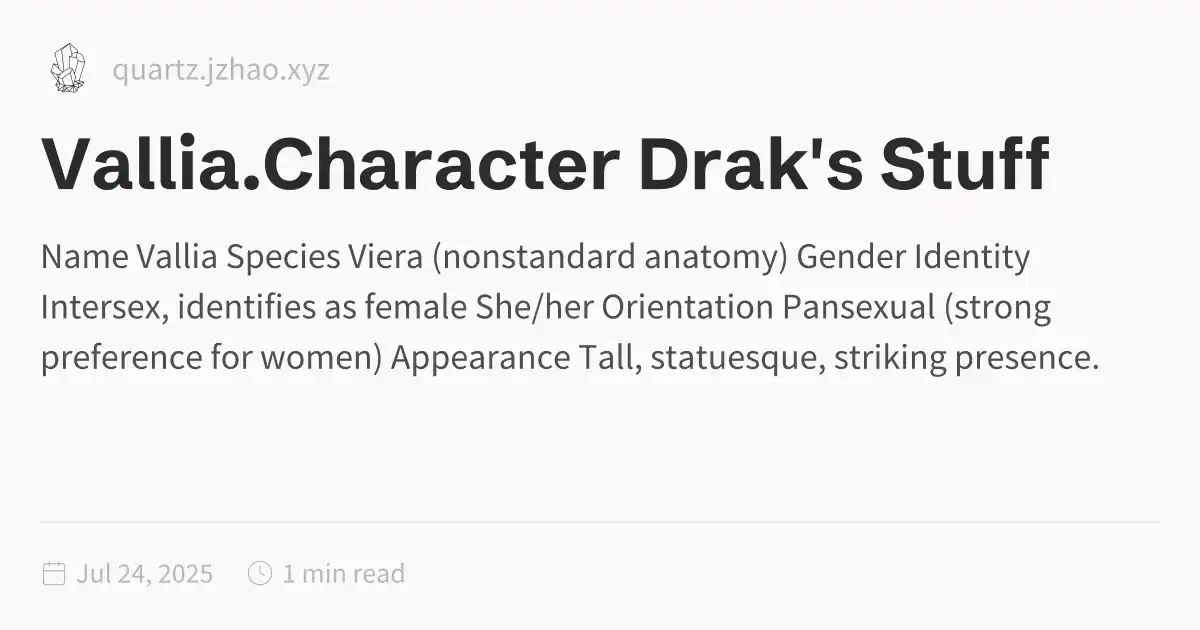 quartz.jzhao.xyz
Vallia.Character Drak's Stuff
Name Vallia Species Viera (nonstandard anatomy) Gender Identity
Intersex, identifies as female She/her Orientation Pansexual (strong
preference for women) Appearance Tall, statuesque, striking presence.
Jul 24, 2025 1 min read